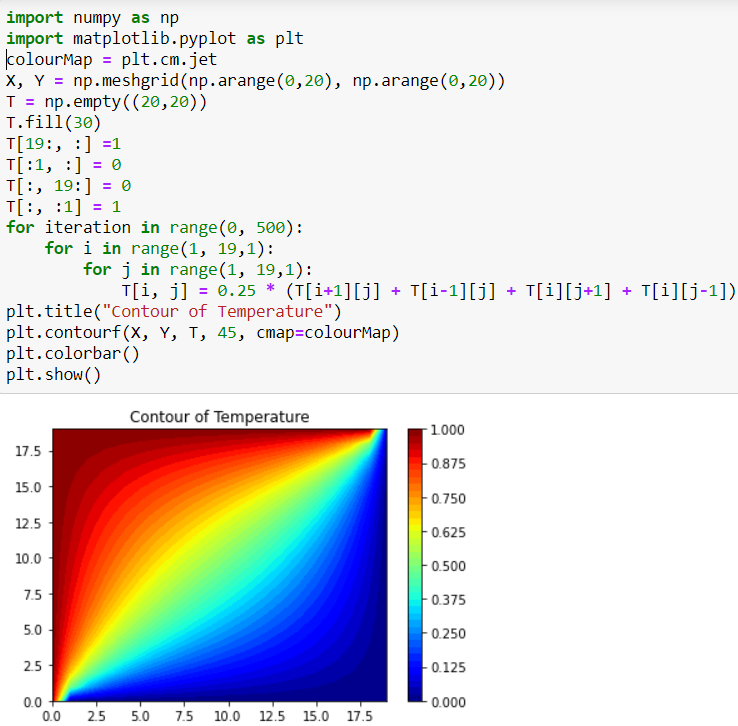 import numpy as np
import matplotlib.pyplot as plt
colourMap = plt.cm.jet
X, Y = np.meshgrid(np.arange(0,20), np.arange(0,20))
T = np.empty((20,20))
T.fill(30)
T[19:, :] =1
T[:1, :] = 0
T[:, 19:] = 0
T[:, :1] = 1
for iteration in range(0, 500):
    for i in range(1, 19,1):
        for j in range(1, 19,1):
            T[i, j] = 0.25 * (T[i+1][j] + T[i-1][j] + T[i][j+1] + T[i][j-1])
plt.title("Contour of Temperature")
plt.contourf(X, Y, T, 45, cmap=colourMap)
plt.colorbar()
plt.show()
Contour of Temperature
17.5
15.0
12.5
10.0
7.5
5.0
2.5
0.0
0.0 2.5 5.0 7.5 10.0 12.5 15.0 17.5
1.000
0.875
0.750
0.625
0.500
0.375
0.250
0.125
0.000